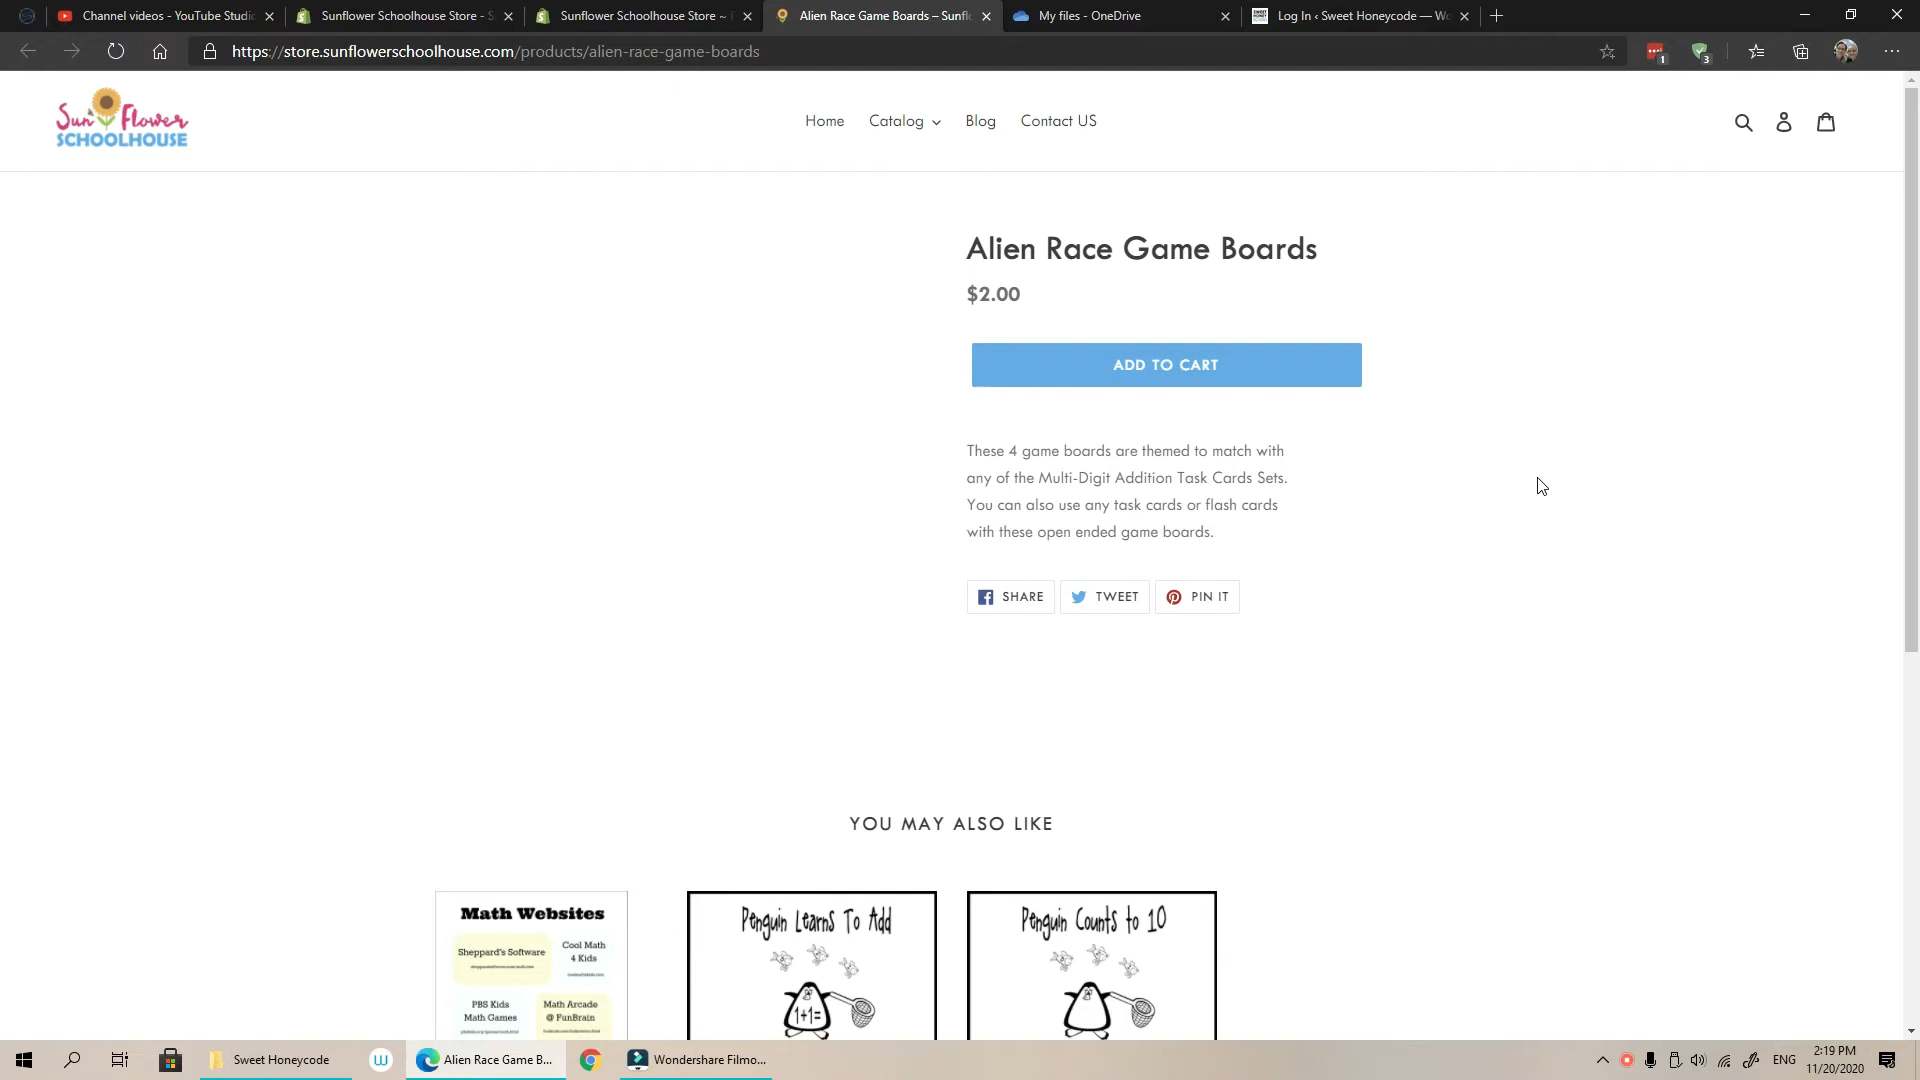 Channel videos - YouTube Studio
Sunflower Schoolhouse Store - S
Sunflower Schoolhouse Store ~
Alien Race Game Boards – Sunfl
My files - OneDrive
Log In ‹ Sweet Honeycode — Wo
https://store.sunflowerschoolhouse.com/products/alien-race-game-boards
1
3
Sun Flower
SCHOOLHOUSE
Home
Catalog
Blog
Contact US
Alien Race Game Boards
$2.00
ADD TO CART
These 4 game boards are themed to match with
any of the Multi-Digit Addition Task Cards Sets.
You can also use any task cards or flash cards
with these open ended game boards.
SHARE
TWEET
PIN IT
YOU MAY ALSO LIKE
Math Websites
Sheppard's Software
Cool Math
4 Kids
PBS Kids
Math Games
Math Arcade
@ FunBrain
Penguin Learns To Add
1+1=
Penguin Counts to 10
Sweet Honeycode
Alien Race Game B...
Wondershare Filmo...
ENG
2:19 PM
11/20/2020